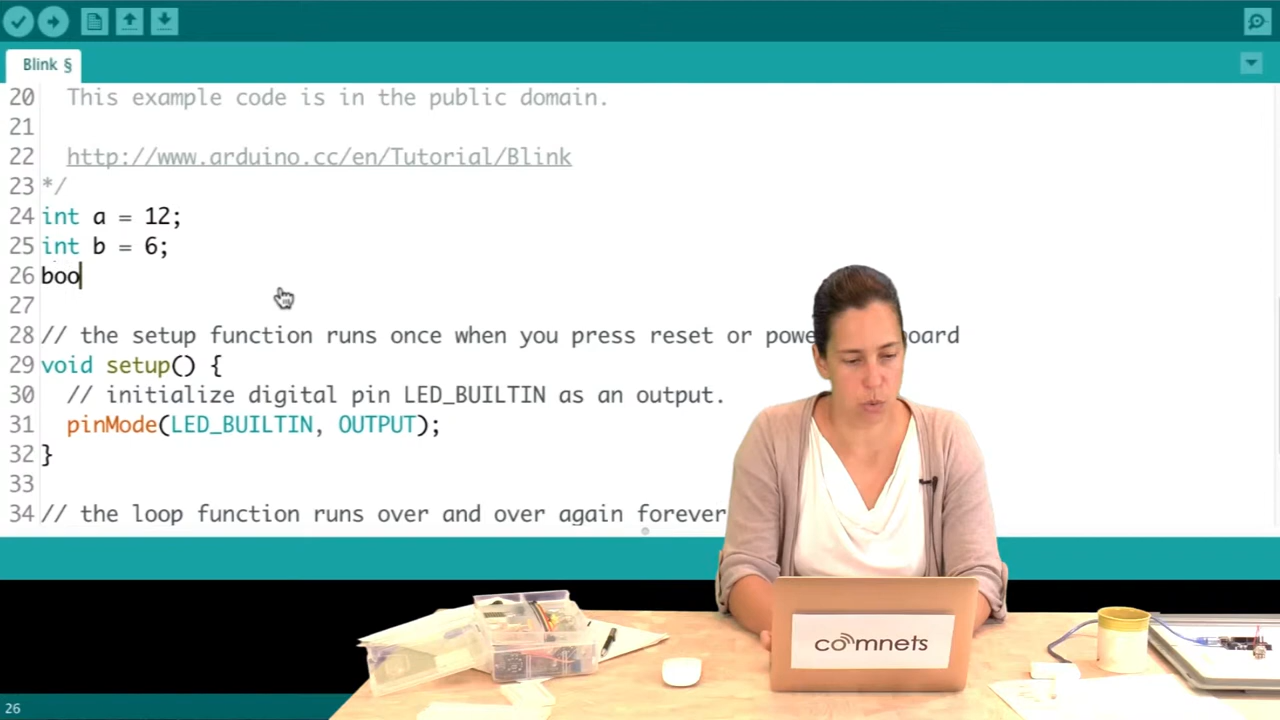 Blink §
20 This example code is in the public domain.
21
22 http://www.arduino.cc/en/Tutorial/Blink
23 */
24 int a = 12;
25 int b = 6;
26 boo
27
28 // the setup function runs once when you press reset or powe board
29 void setup() {
30 // initialize digital pin LED_BUILTIN as an output.
31 pinMode(LED_BUILTIN, OUTPUT);
32 }
33
34 // the loop function runs over and over again forever
comnets
26